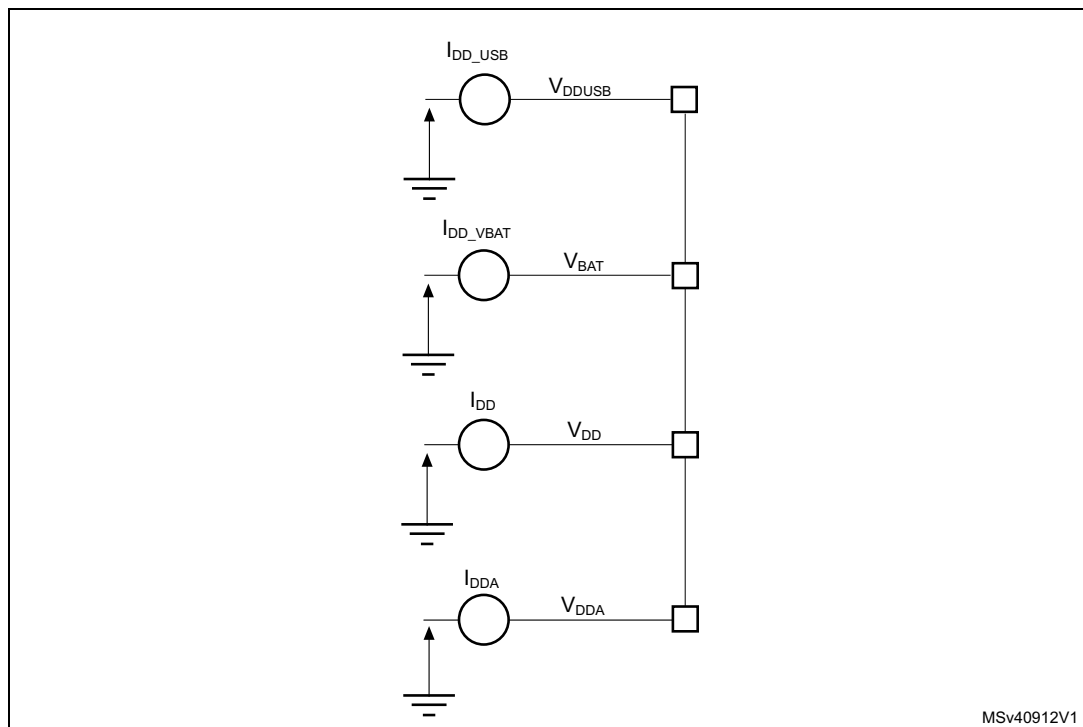 I_DD_USB
V_DDUSB
I_DD_VBAT
V_BAT
I_DD
V_DD
I_DDA
V_DDA
MSv40912V1